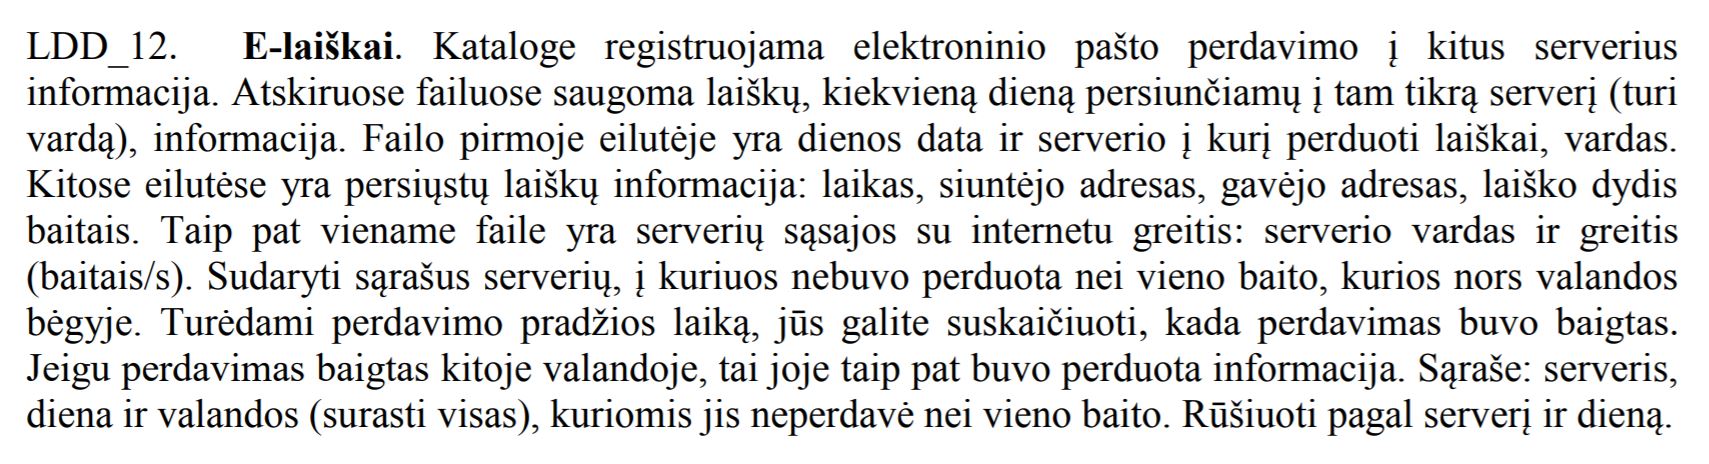 LDD_12. E-laiškai. Kataloge registruojama elektroninio pašto perdavimo į kitus serverius
informacija. Atskiruose failuose saugoma laiškų, kiekvieną dieną persiunčiamų į tam tikrą serverį (turi
vardą), informacija. Failo pirmoje eilutėje yra dienos data ir serverio į kurį perduoti laiškai, vardas.
Kitose eilutėse yra persiųstų laiškų informacija: laikas, siuntėjo adresas, gavėjo adresas, laiško dydis
baitais. Taip pat viename faile yra serverių sąsajos su internetu greitis: serverio vardas ir greitis
(baitais/s). Sudaryti sąrašus serverių, į kuriuos nebuvo perduota nei vieno baito, kurios nors valandos
bėgyje. Turėdami perdavimo pradžios laiką, jūs galite suskaičiuoti, kada perdavimas buvo baigtas.
Jeigu perdavimas baigtas kitoje valandoje, tai joje taip pat buvo perduota informacija. Sąraše: serveris,
diena ir valandos (surasti visas), kuriomis jis neperdavė nei vieno baito. Rūšiuoti pagal serverį ir dieną.